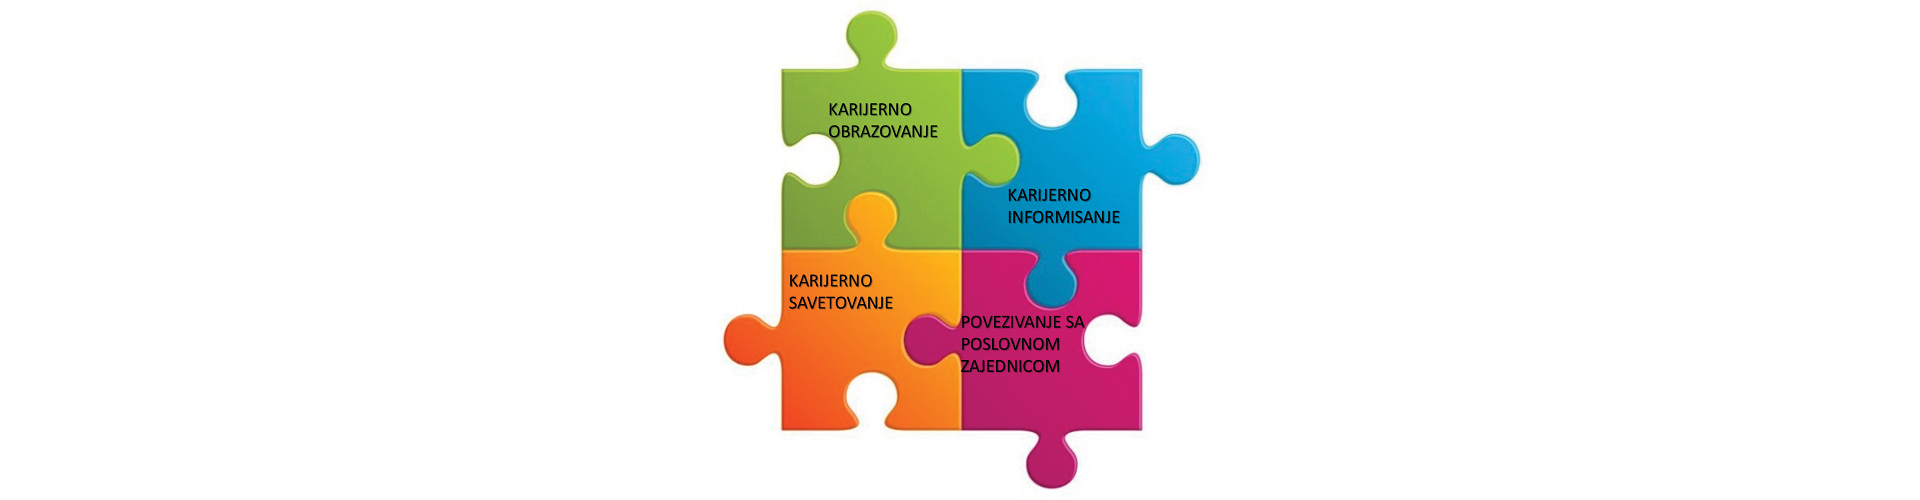 KARIJERNO
OBRAZOVANJE
KARIJERNO
INFORMISANJE
KARIJERNO
SAVETOVANJE
POVEZIVANJE SA
POSLOVNOM
ZAJEDNICOM